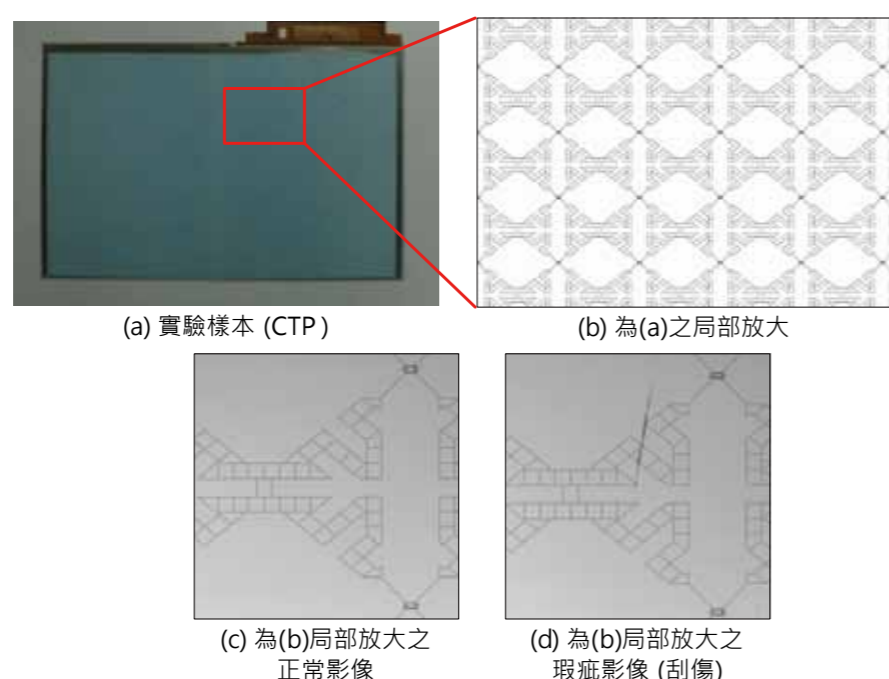 (a) 實驗樣本 (CTP)
(b) 為(a)之局部放大
(c) 為(b)局部放大之
正常影像
(d) 為(b)局部放大之
瑕疵影像 (刮傷)